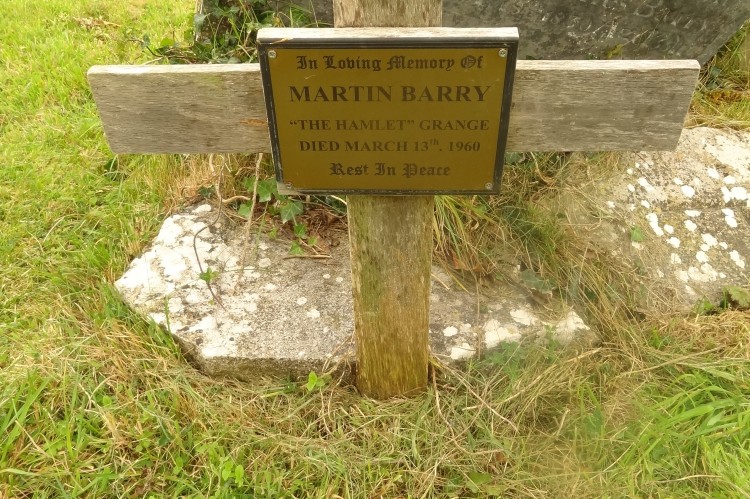 In Loving Memory Of
MARTIN BARRY
"THE HAMLET" GRANGE
DIED MARCH 13th, 1960
Rest In Peace